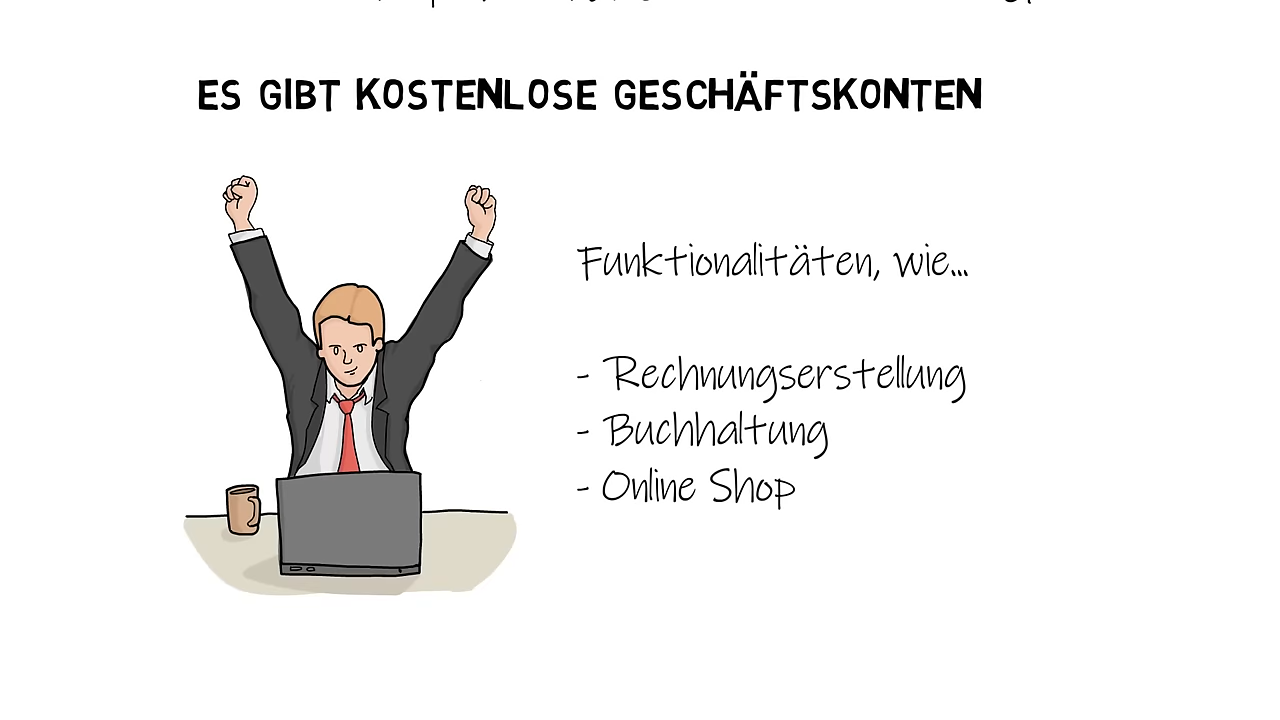 ES GIBT KOSTENLOSE GESCHÄFTSKONTEN
Funktionalitäten, wie...
- Rechnungserstellung
- Buchhaltung
- Online Shop